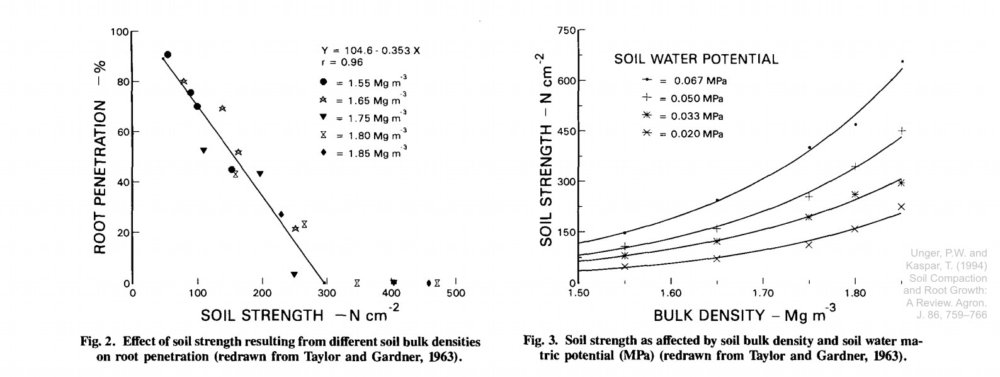 100
80
60
40
20
0
ROOT PENETRATION - %
Y = 104.6 - 0.353 X
r = 0.96
= 1.55 Mg m-3
= 1.65 Mg m-3
= 1.75 Mg m-3
= 1.80 Mg m-3
= 1.85 Mg m-3
0 100 200 300 400 500
SOIL STRENGTH - N cm-2
Fig. 2. Effect of soil strength resulting from different soil bulk densities
on root penetration (redrawn from Taylor and Gardner, 1963).
750
600
450
300
150
0
SOIL STRENGTH - N cm-2
SOIL WATER POTENTIAL
= 0.067 MPa
= 0.050 MPa
= 0.033 MPa
= 0.020 MPa
1.50 1.60 1.70 1.80
BULK DENSITY - Mg m-3
Fig. 3. Soil strength as affected by soil bulk density and soil water ma-
tric potential (MPa) (redrawn from Taylor and Gardner, 1963).
Unger, P.W. and
Kaspar, T. (1994)
Soil Compaction
and Root Growth:
A Review. Agron.
J. 86, 759–766